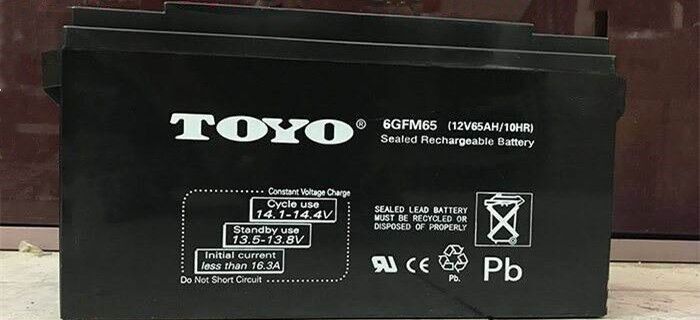 TOYO®
6GFM65 (12V65AH/10HR)
Sealed Rechargeable Battery
Constant Voltage Charge
Cycle use
14.1-14.4V
Standby use
13.5-13.8V
Initial current
less than 16.3A
Do Not Short Circuit
SEALED LEAD BATTERY
MUST BE RECYCLED OR
DISPOSED OF PROPERLY
Pb.
Pb